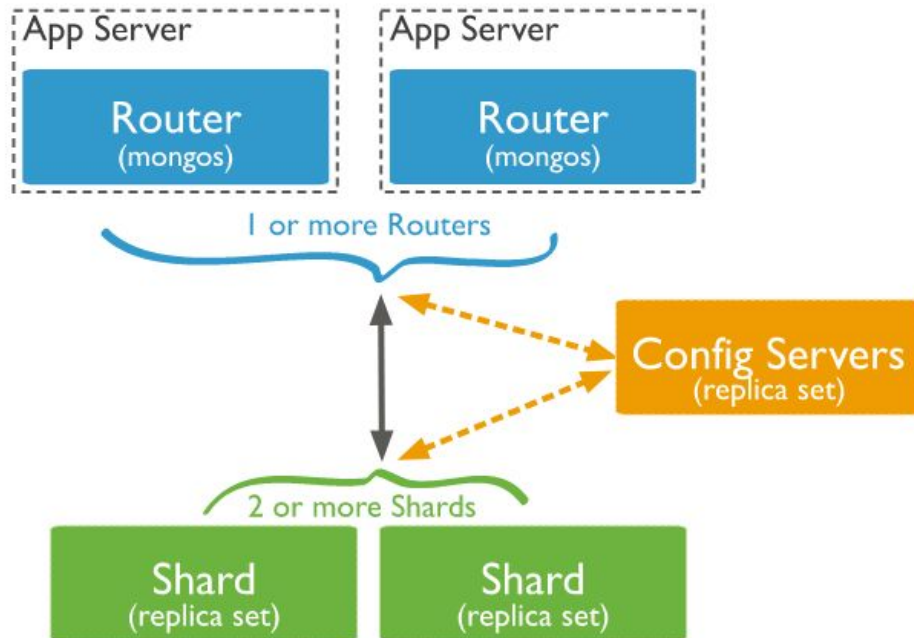 App Server
App Server
Router
(mongos)
Router
(mongos)
1 or more Routers
Config Servers
(replica set)
2 or more Shards
Shard
(replica set)
Shard
(replica set)